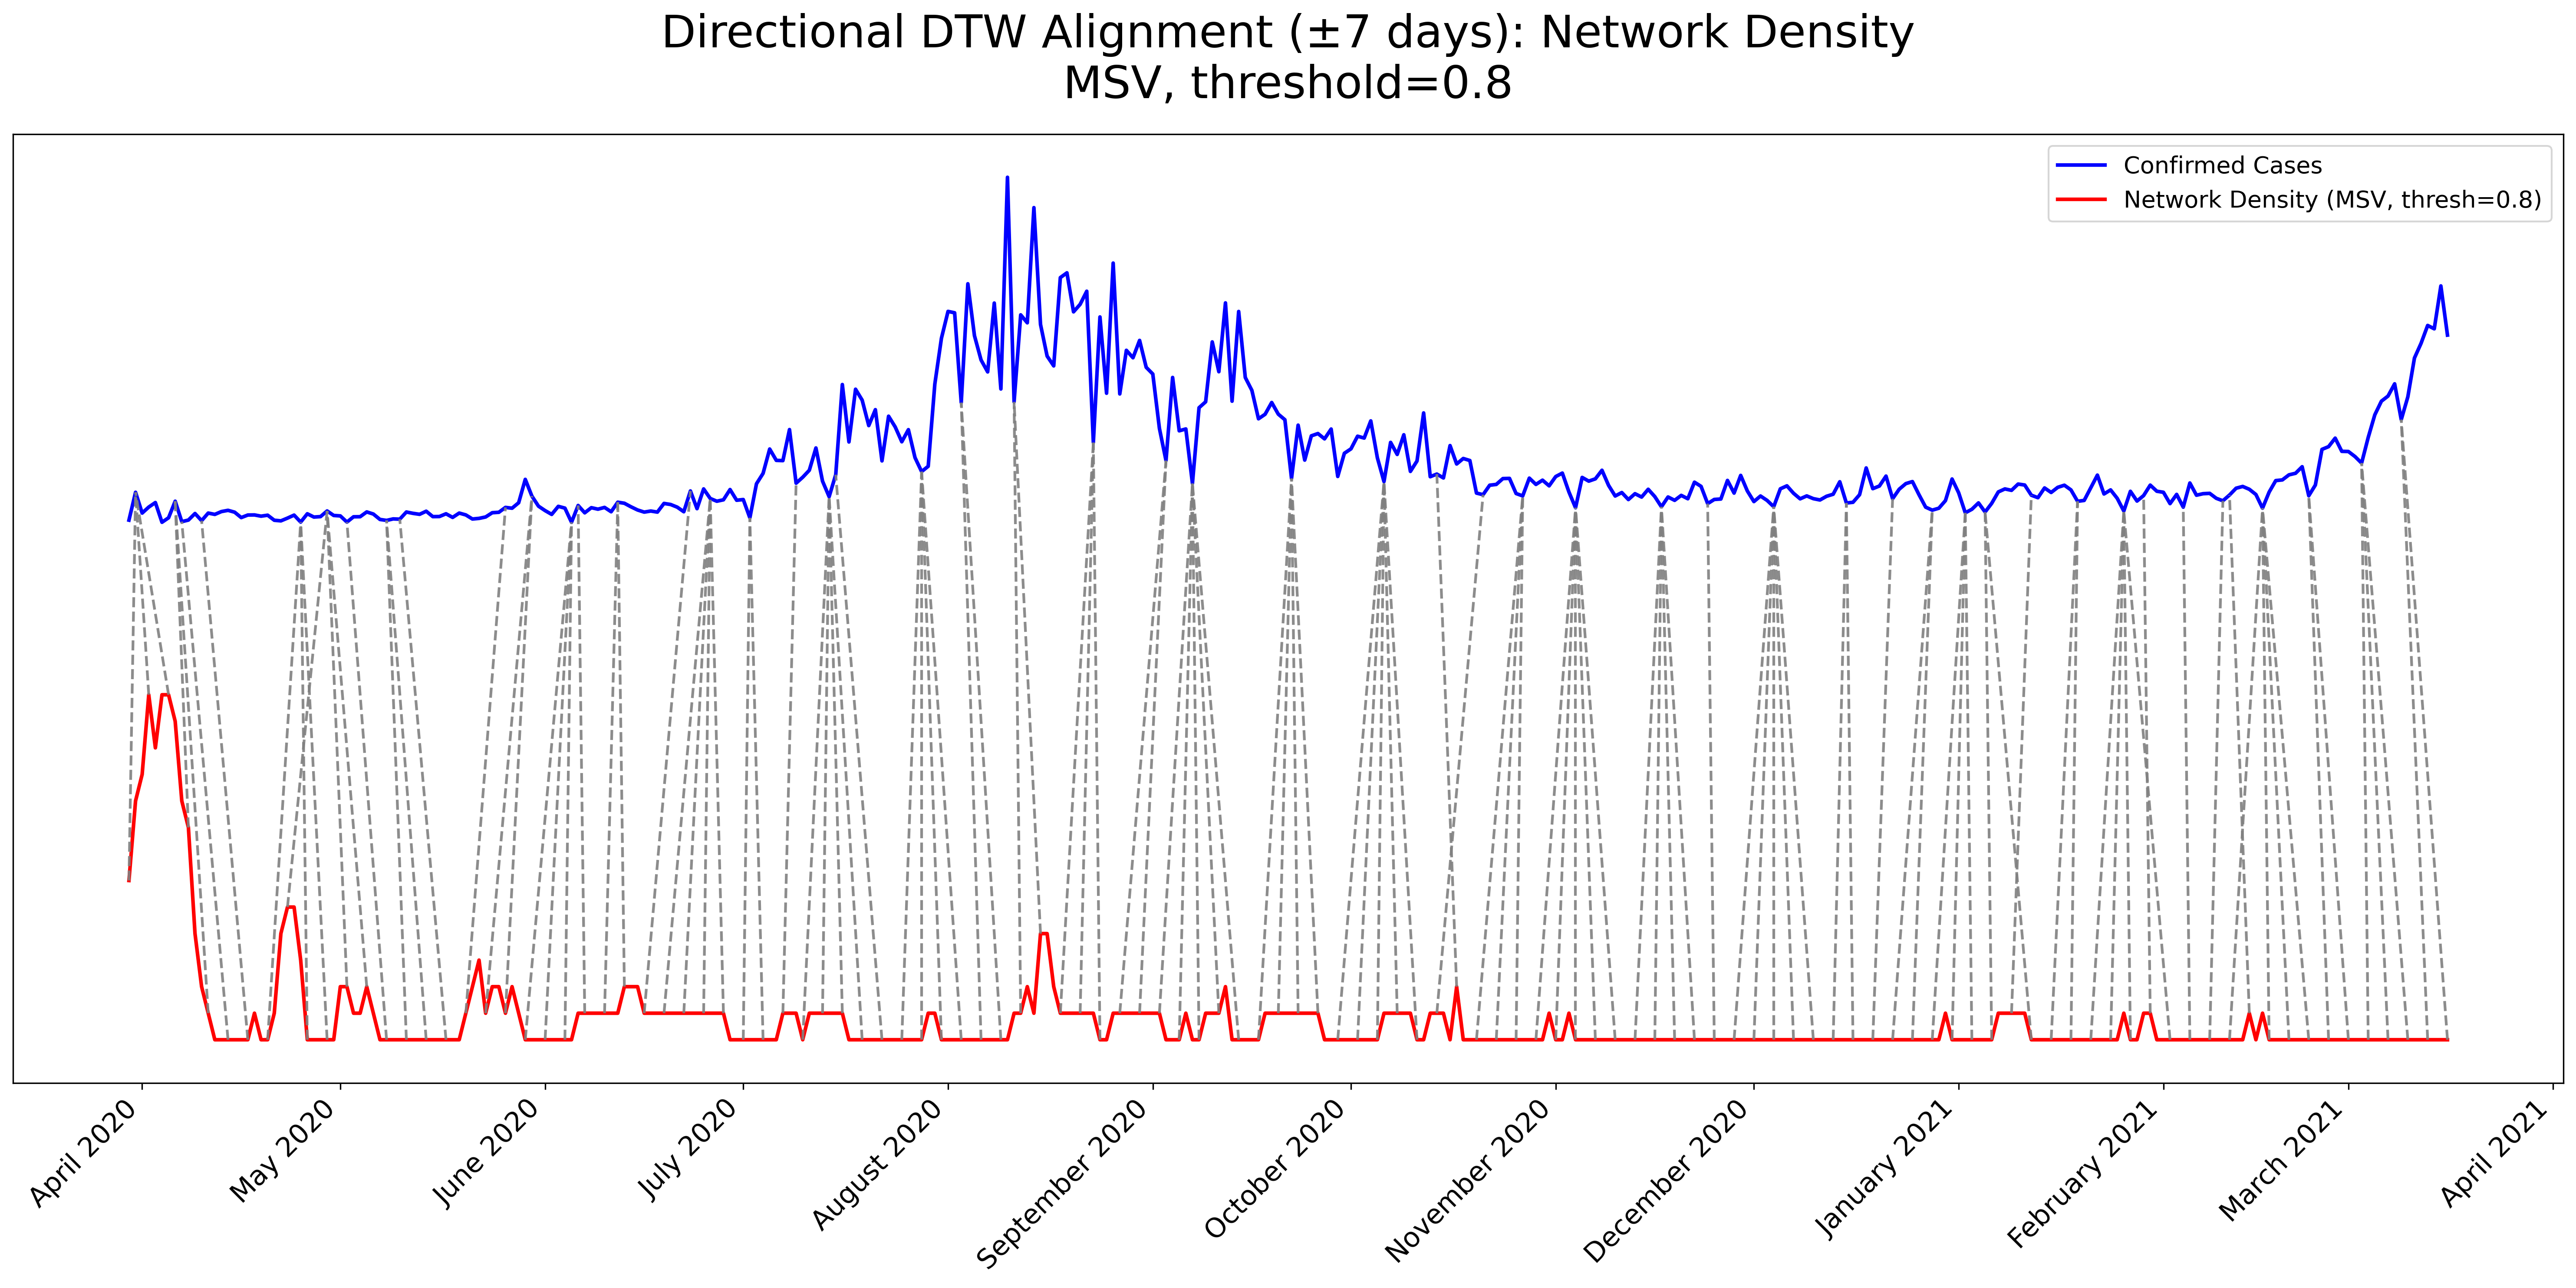 Directional DTW Alignment (±7 days): Network Density
MSV, threshold=0.8
Confirmed Cases
Network Density (MSV, thresh=0.8)
April 2020
May 2020
June 2020
July 2020
August 2020
September 2020
October 2020
November 2020
December 2020
January 2021
February 2021
March 2021
April 2021